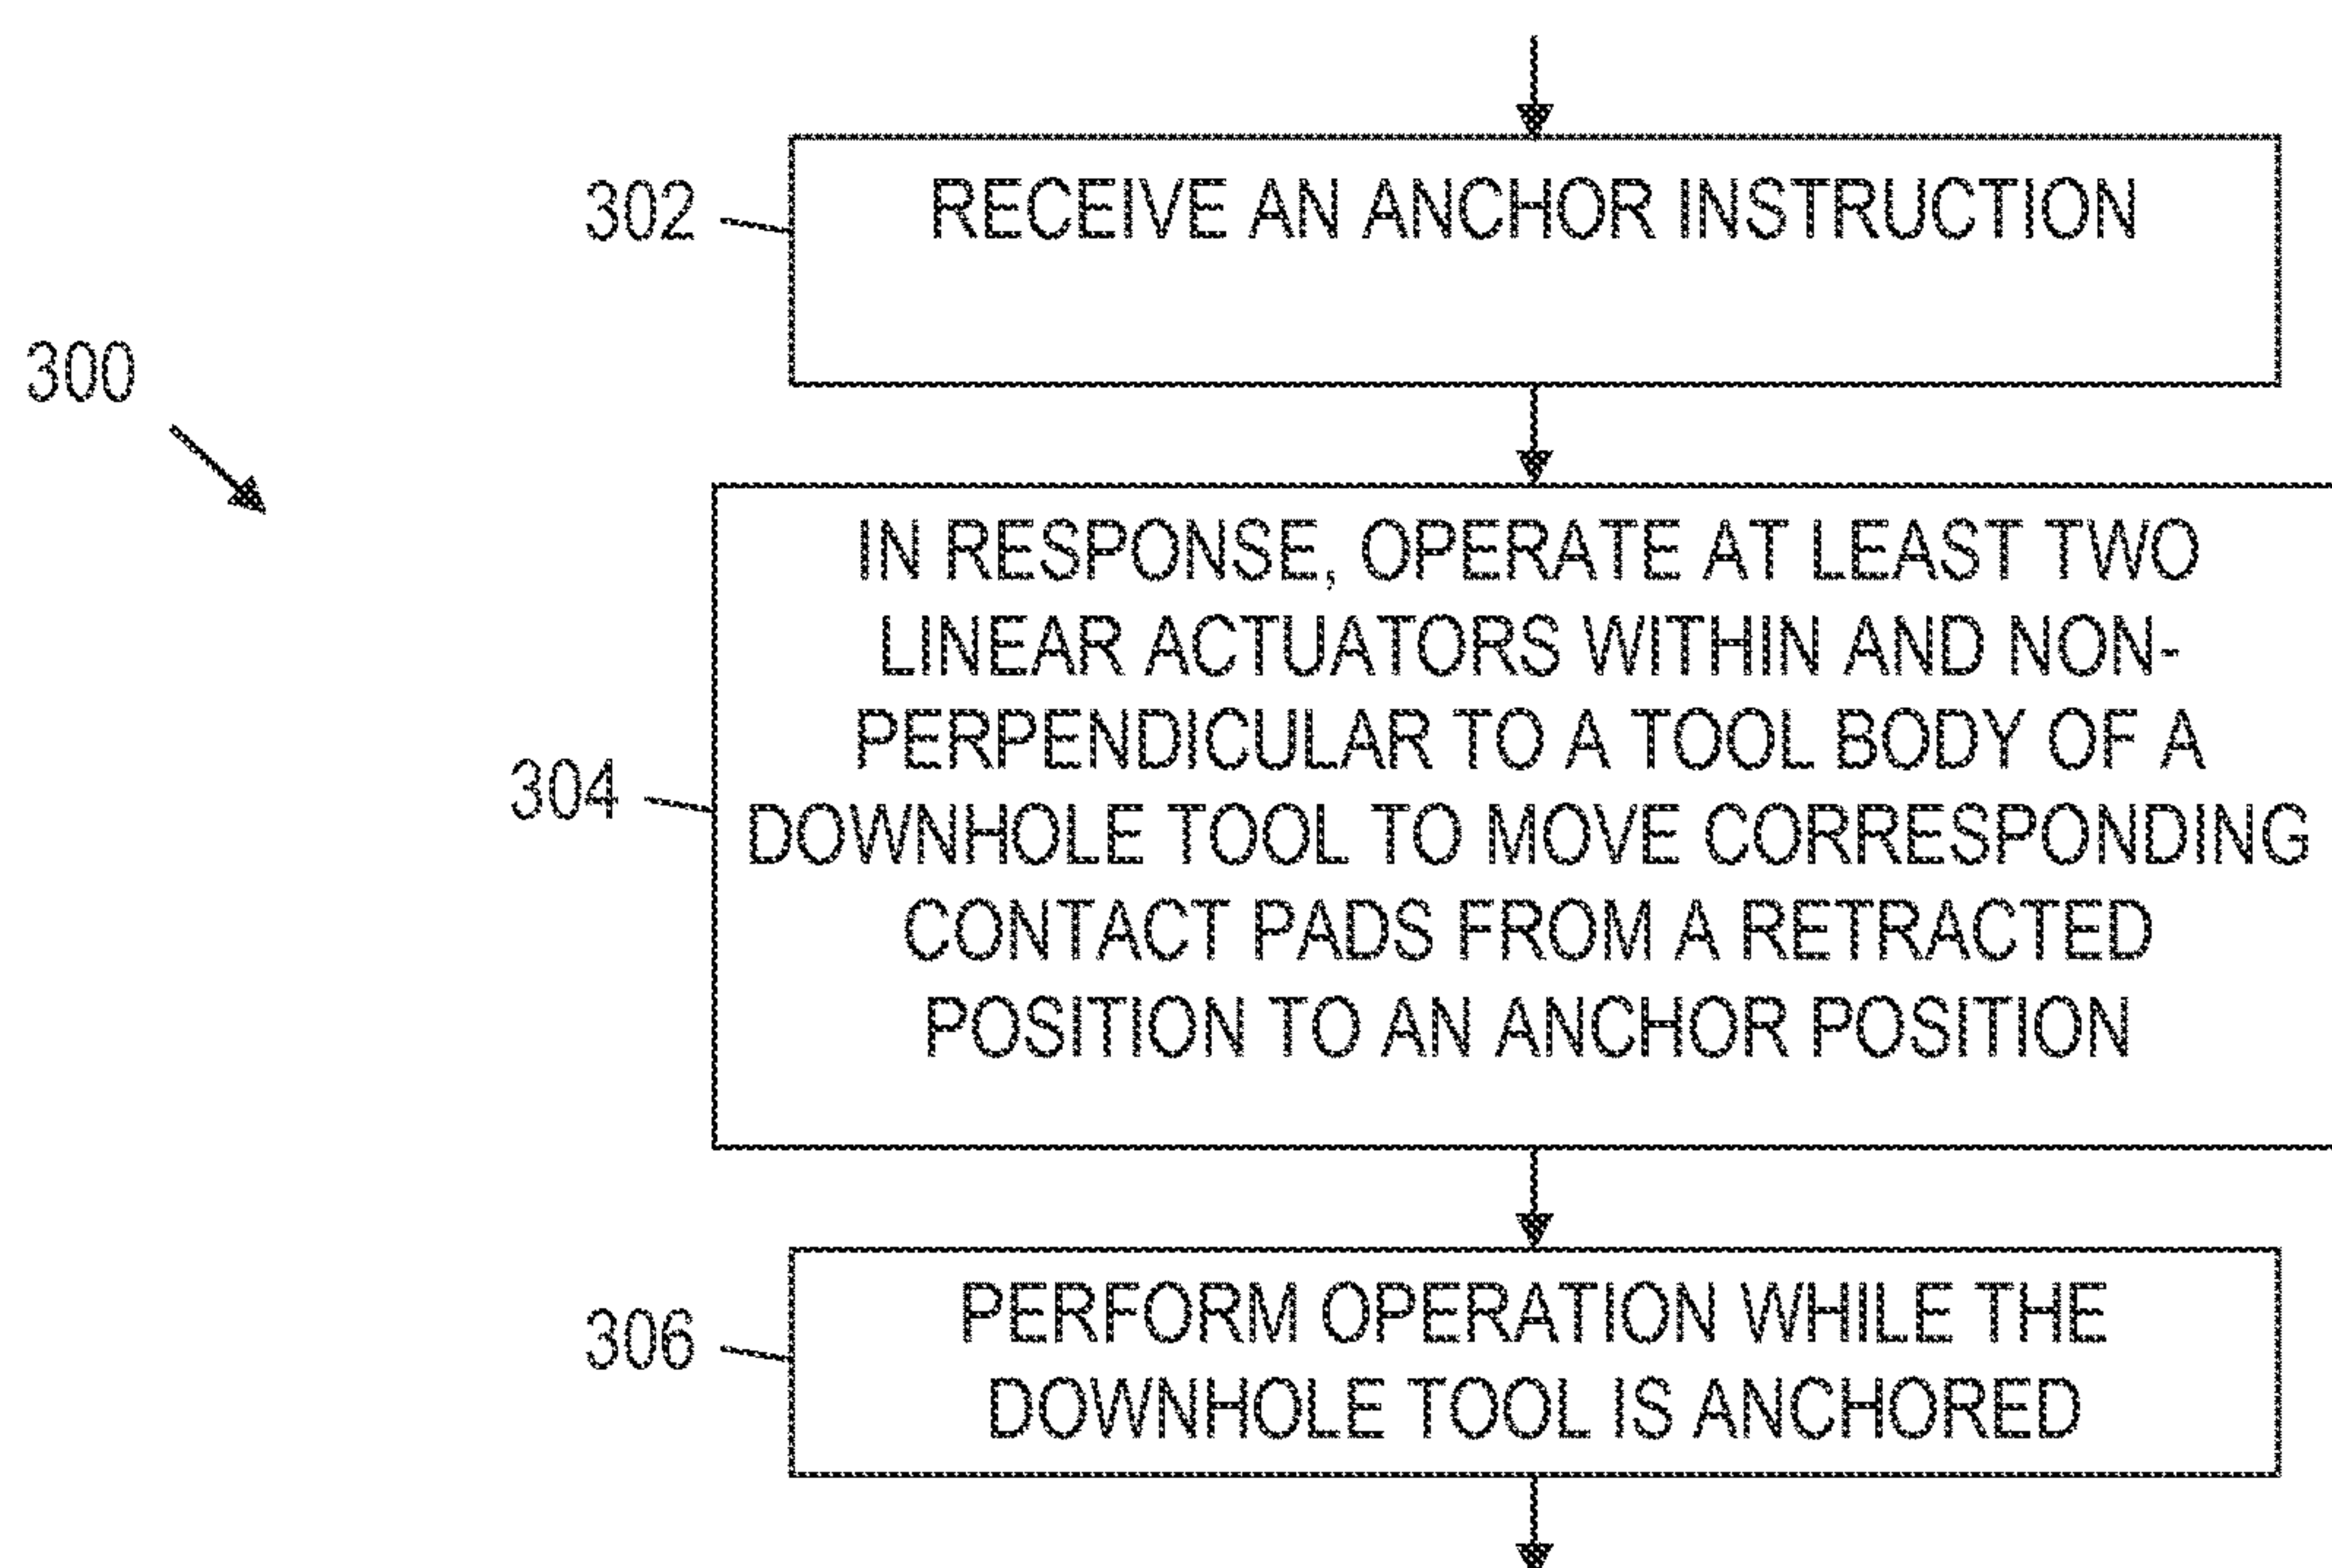 302
RECEIVE AN ANCHOR INSTRUCTION
300
IN RESPONSE, OPERATE AT LEAST TWO
LINEAR ACTUATORS WITHIN AND NON-
PERPENDICULAR TO A TOOL BODY OF A
304
DOWNHOLE TOOL TO MOVE CORRESPONDING
CONTACT PADS FROM A RETRACTED
POSITION TO AN ANCHOR POSITION
306
PERFORM OPERATION WHILE THE
DOWNHOLE TOOL IS ANCHORED